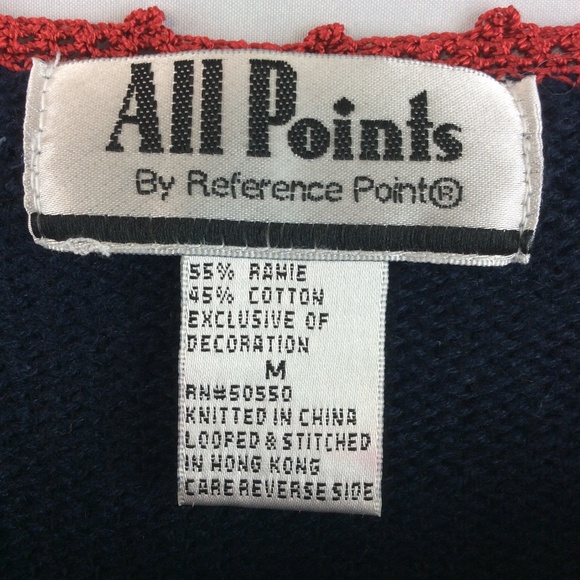 All Points
By Reference Point®
55% RAMIE
45% COTTON
EXCLUSIVE OF
DECORATION
M
RN#50550
KNITTED IN CHINA
LOOPED & STITCHED
IN HONG KONG
CARE REVERSE SIDE